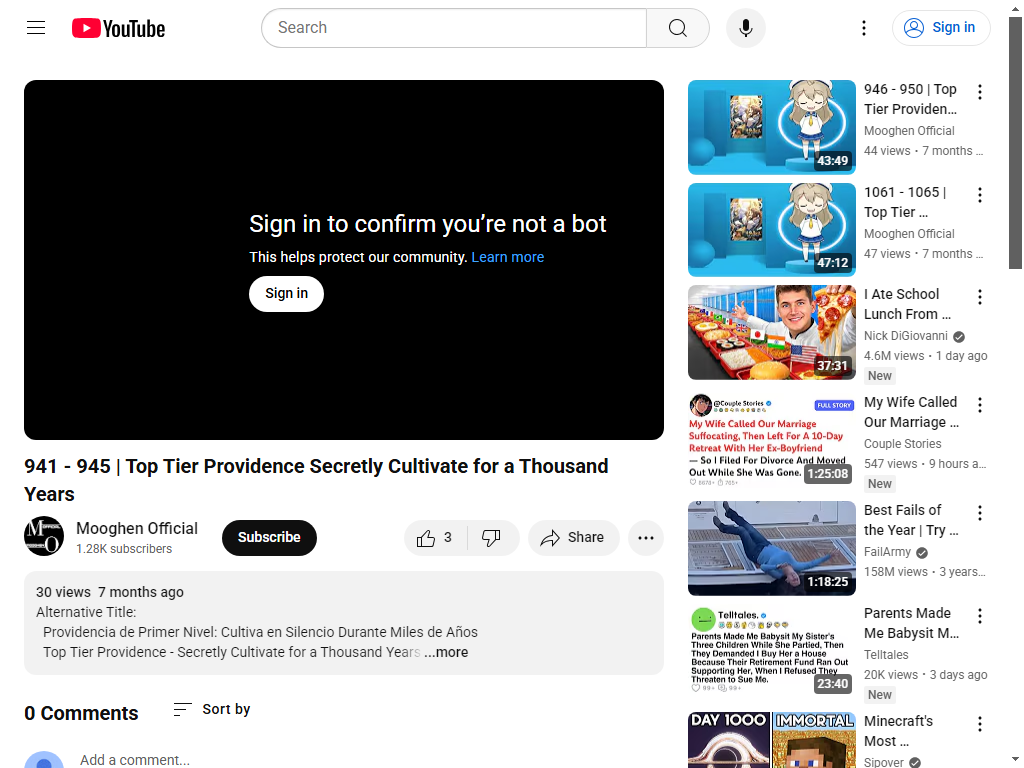 YouTube
Search
Sign in
Sign in to confirm you're not a bot
This helps protect our community. Learn more
Sign in
941 - 945 | Top Tier Providence Secretly Cultivate for a Thousand
Years
Mooghen Official
1.28K subscribers
Subscribe
3
Share
30 views 7 months ago
Alternative Title:
Providencia de Primer Nivel: Cultiva en Silencio Durante Miles de Años
Top Tier Providence - Secretly Cultivate for a Thousand Years ...more
0 Comments
Sort by
Add a comment...
43:49
946 - 950 | Top
Tier Providen...
Mooghen Official
44 views • 7 months ...
47:12
1061 - 1065 |
Top Tier ...
Mooghen Official
47 views • 7 months ...
37:31
I Ate School
Lunch From ...
Nick DiGiovanni
4.6M views • 1 day ago
New
@Couple Stories
FULL STORY
My Wife Called Our Marriage
Suffocating, Then Left For A 10-Day
Retreat With Her Ex-Boyfriend
— So I Filed For Divorce And Moved
Out While She Was Gone.
1:25:08
My Wife Called
Our Marriage ...
Couple Stories
547 views • 9 hours a...
New
1:18:25
Best Fails of
the Year | Try ...
FailArmy
158M views • 3 years...
Telltales.
Parents Made Me Babysit My Sister's
Three Children While She Partied, Then
They Demanded I Buy Her a House
Because Their Retirement Fund Ran Out
Supporting Her, When I Refused They
Threaten to Sue Me.
99+ 99+
23:40
Parents Made
Me Babysit M...
Telltales
20K views • 3 days ago
New
DAY 1000
IMMORTAL
Minecraft's
Most ...
Sipover